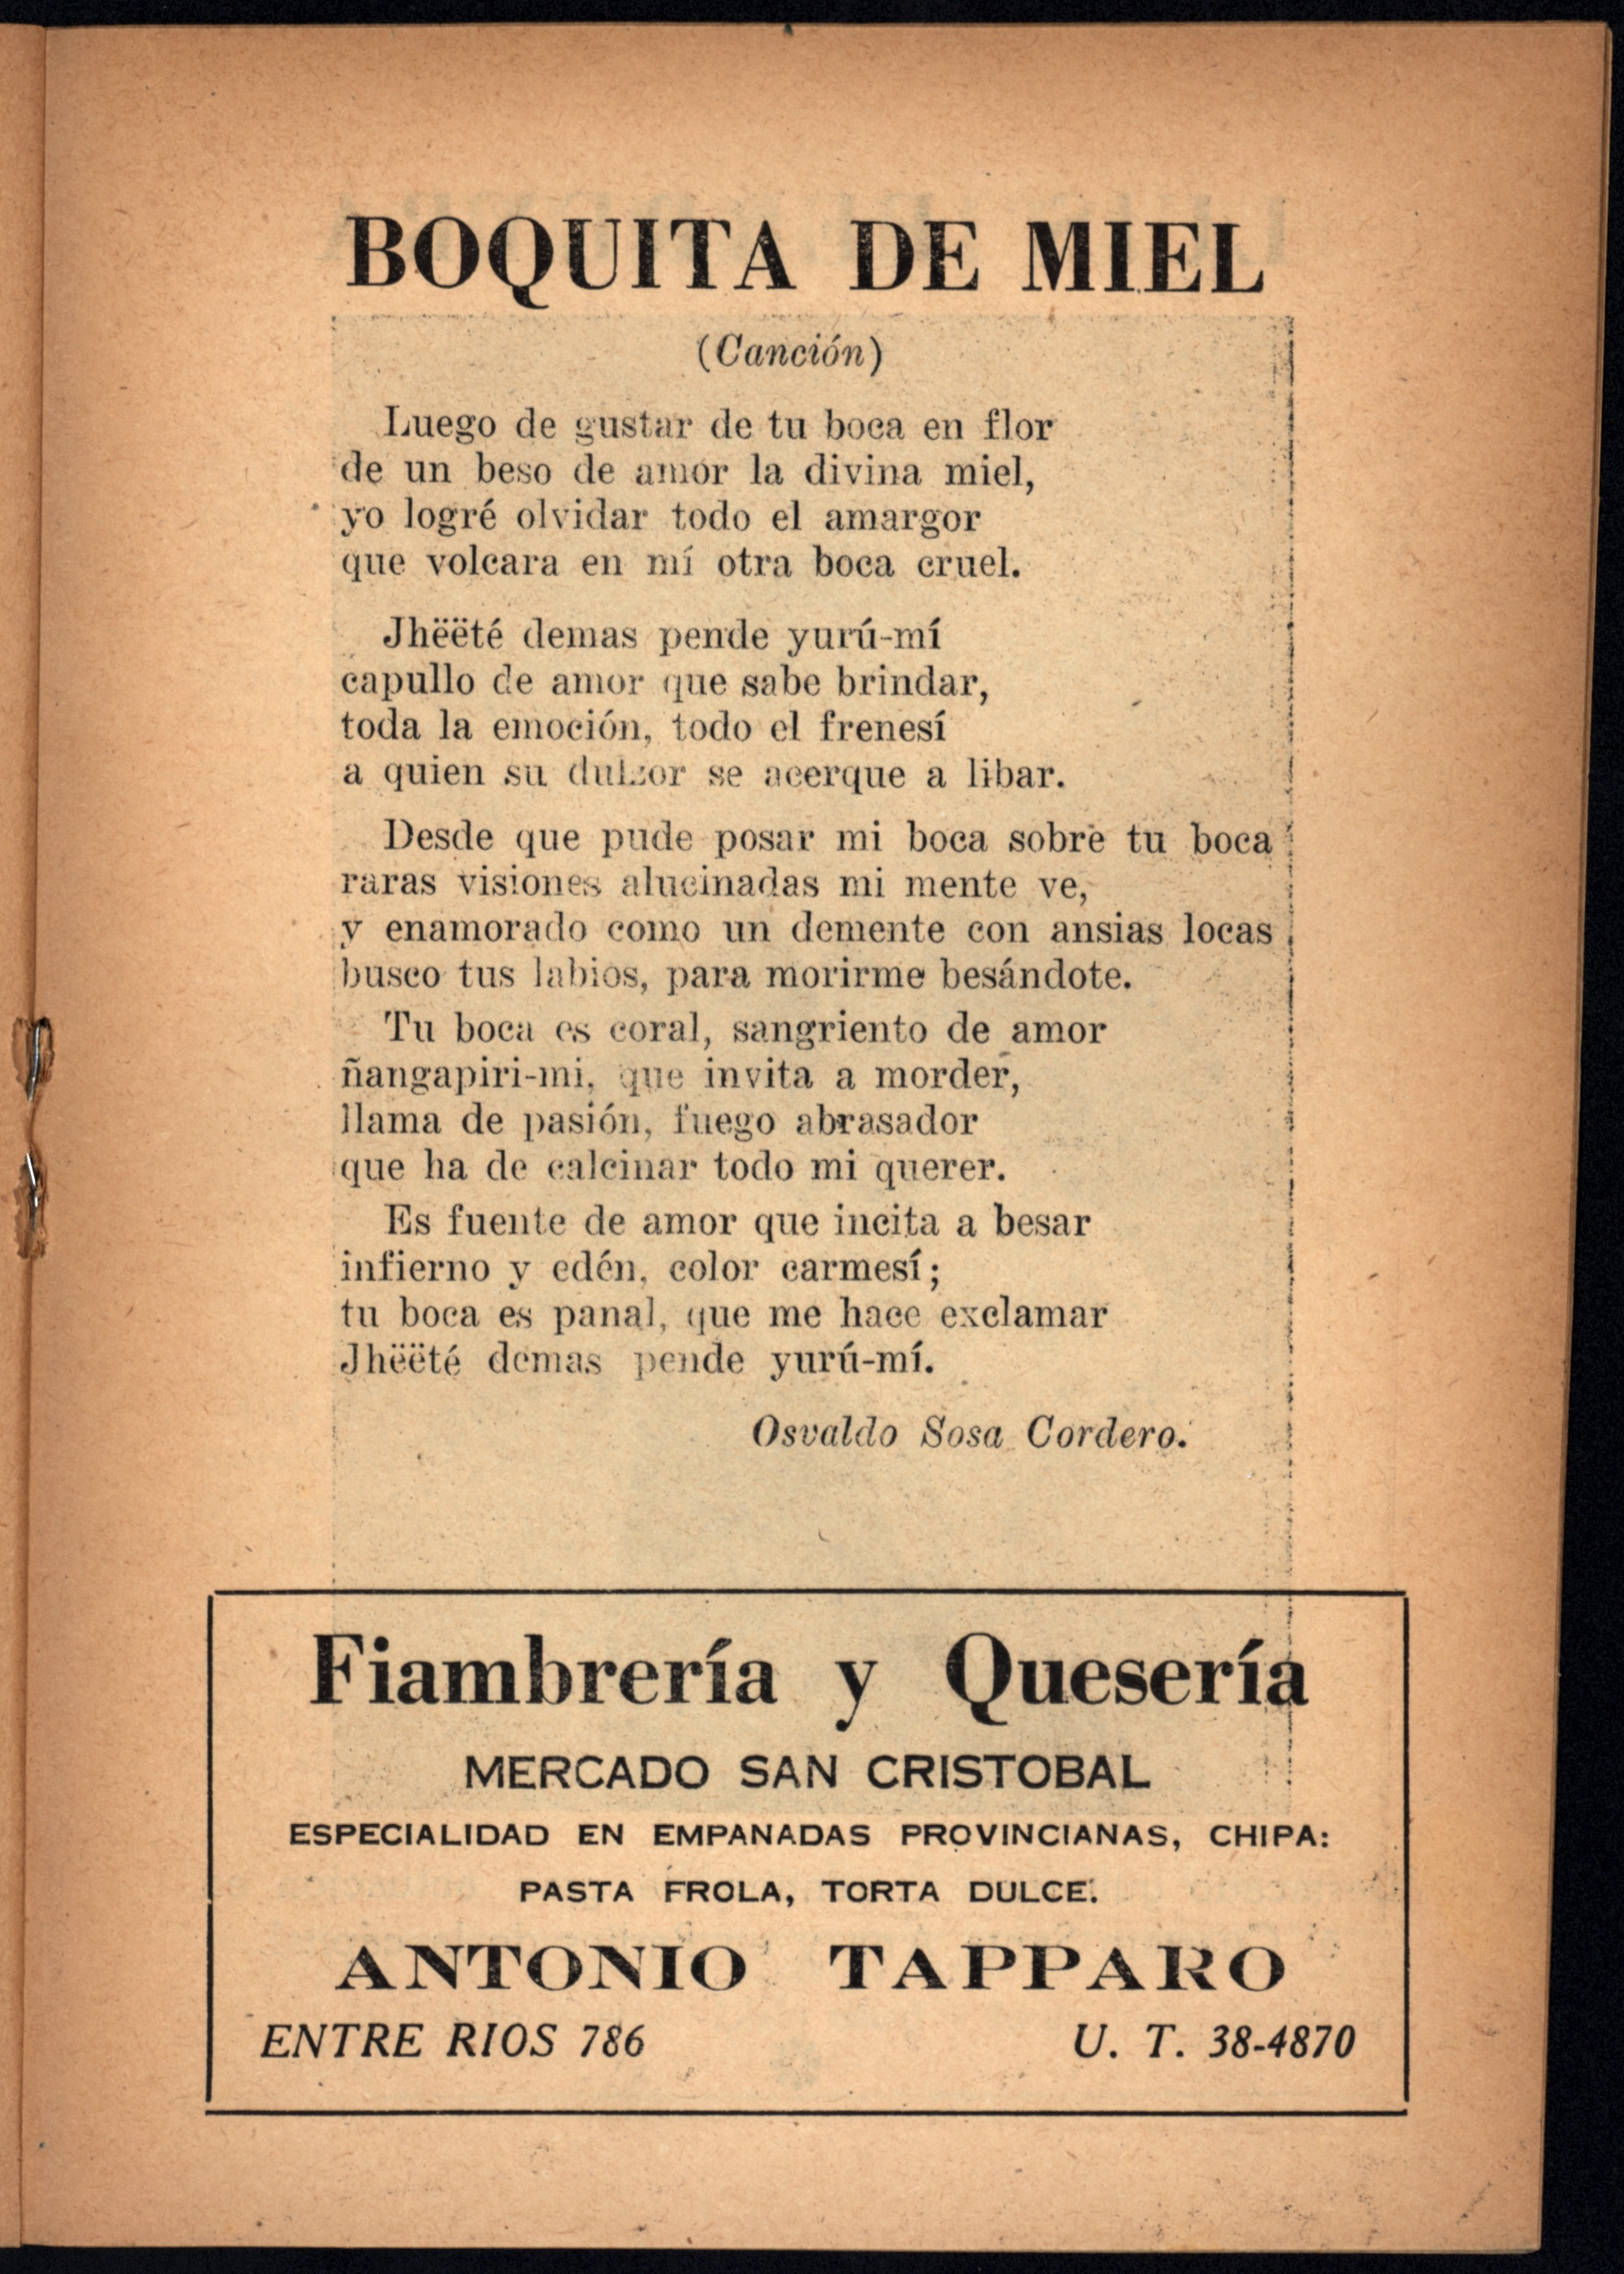 BOQUITA DE MIEL
(Canción)
Luego de gustar de tu boca en flor
de un beso de amor la divina miel,
yo logré olvidar todo el amargor
que volcara en mí otra boca cruel.
Jhëëté demas pende yurú-mí
capullo de amor que sabe brindar,
toda la emoción, todo el frenesí
a quien su dulzor se acerque a libar.
Desde que pude posar mi boca sobre tu boca
raras visiones alucinadas mi mente ve,
y enamorado como un demente con ansias locas
busco tus labios, para morirme besándote.
Tu boca es coral, sangriento de amor
ñangapiri-mi, que invita a morder,
llama de pasión, fuego abrasador
que ha de calcinar todo mi querer.
Es fuente de amor que incita a besar
infierno y edén, color carmesí;
tu boca es panal, que me hace exclamar
Jhëëté demas pende yurú-mí.
Osvaldo Sosa Cordero.
Fiambrería y Quesería
MERCADO SAN CRISTOBAL
ESPECIALIDAD EN EMPANADAS PROVINCIANAS, CHIPA:
PASTA FROLA, TORTA DULCE.
ANTONIO TAPPARO
ENTRE RIOS 786 U. T. 38-4870